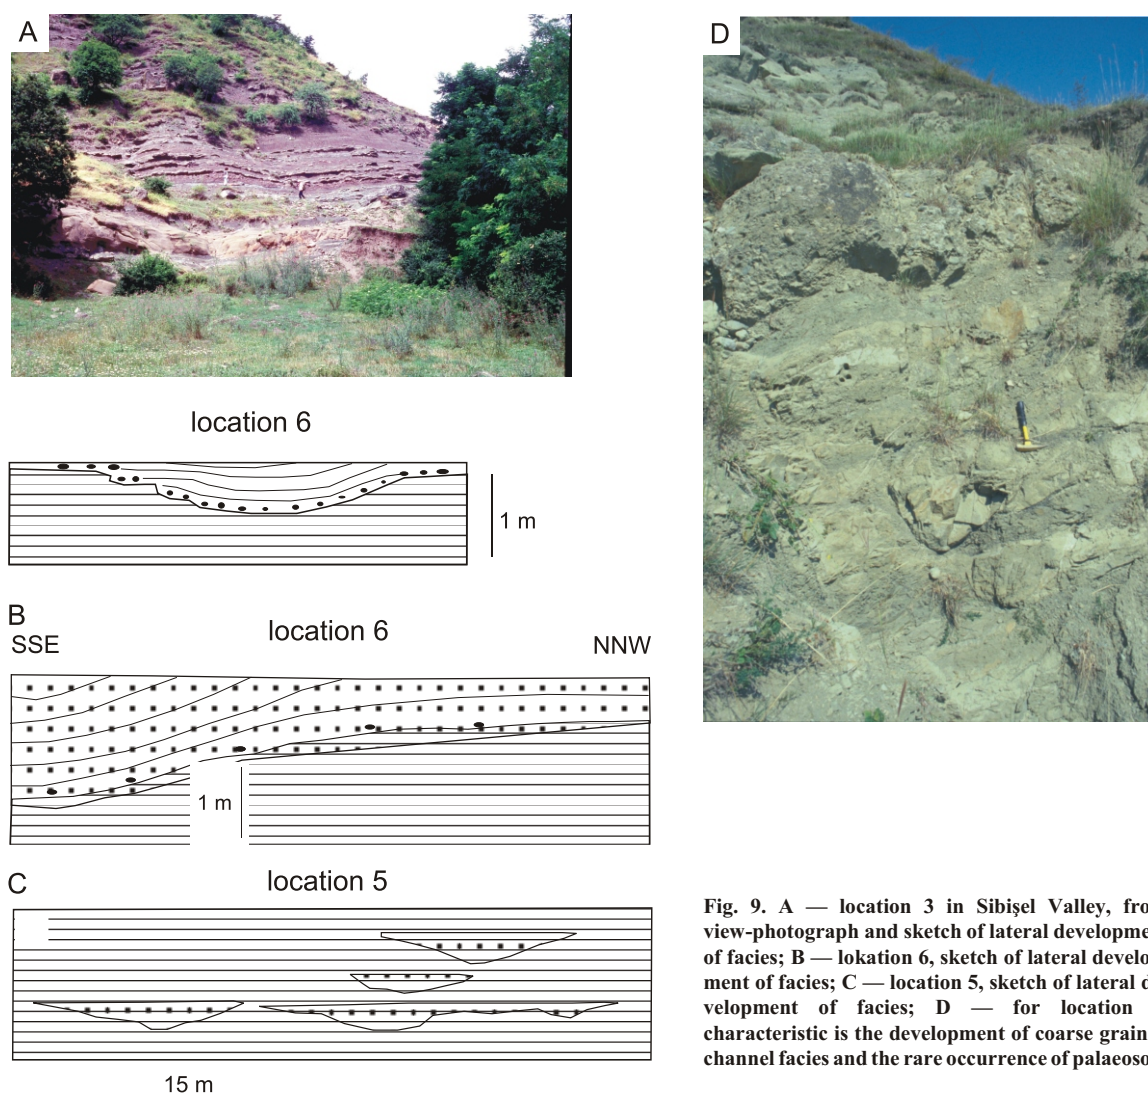 A
D
location 6
1 m
B
SSE
location 6
NNW
1 m
C
location 5
15 m
Fig. 9. A — location 3 in Sibişel Valley, fro
view-photograph and sketch of lateral developme
of facies; B — lokation 6, sketch of lateral develo
ment of facies; C — location 5, sketch of lateral d
velopment of facies; D — for location
characteristic is the development of coarse grain
channel facies and the rare occurrence of palaeoso